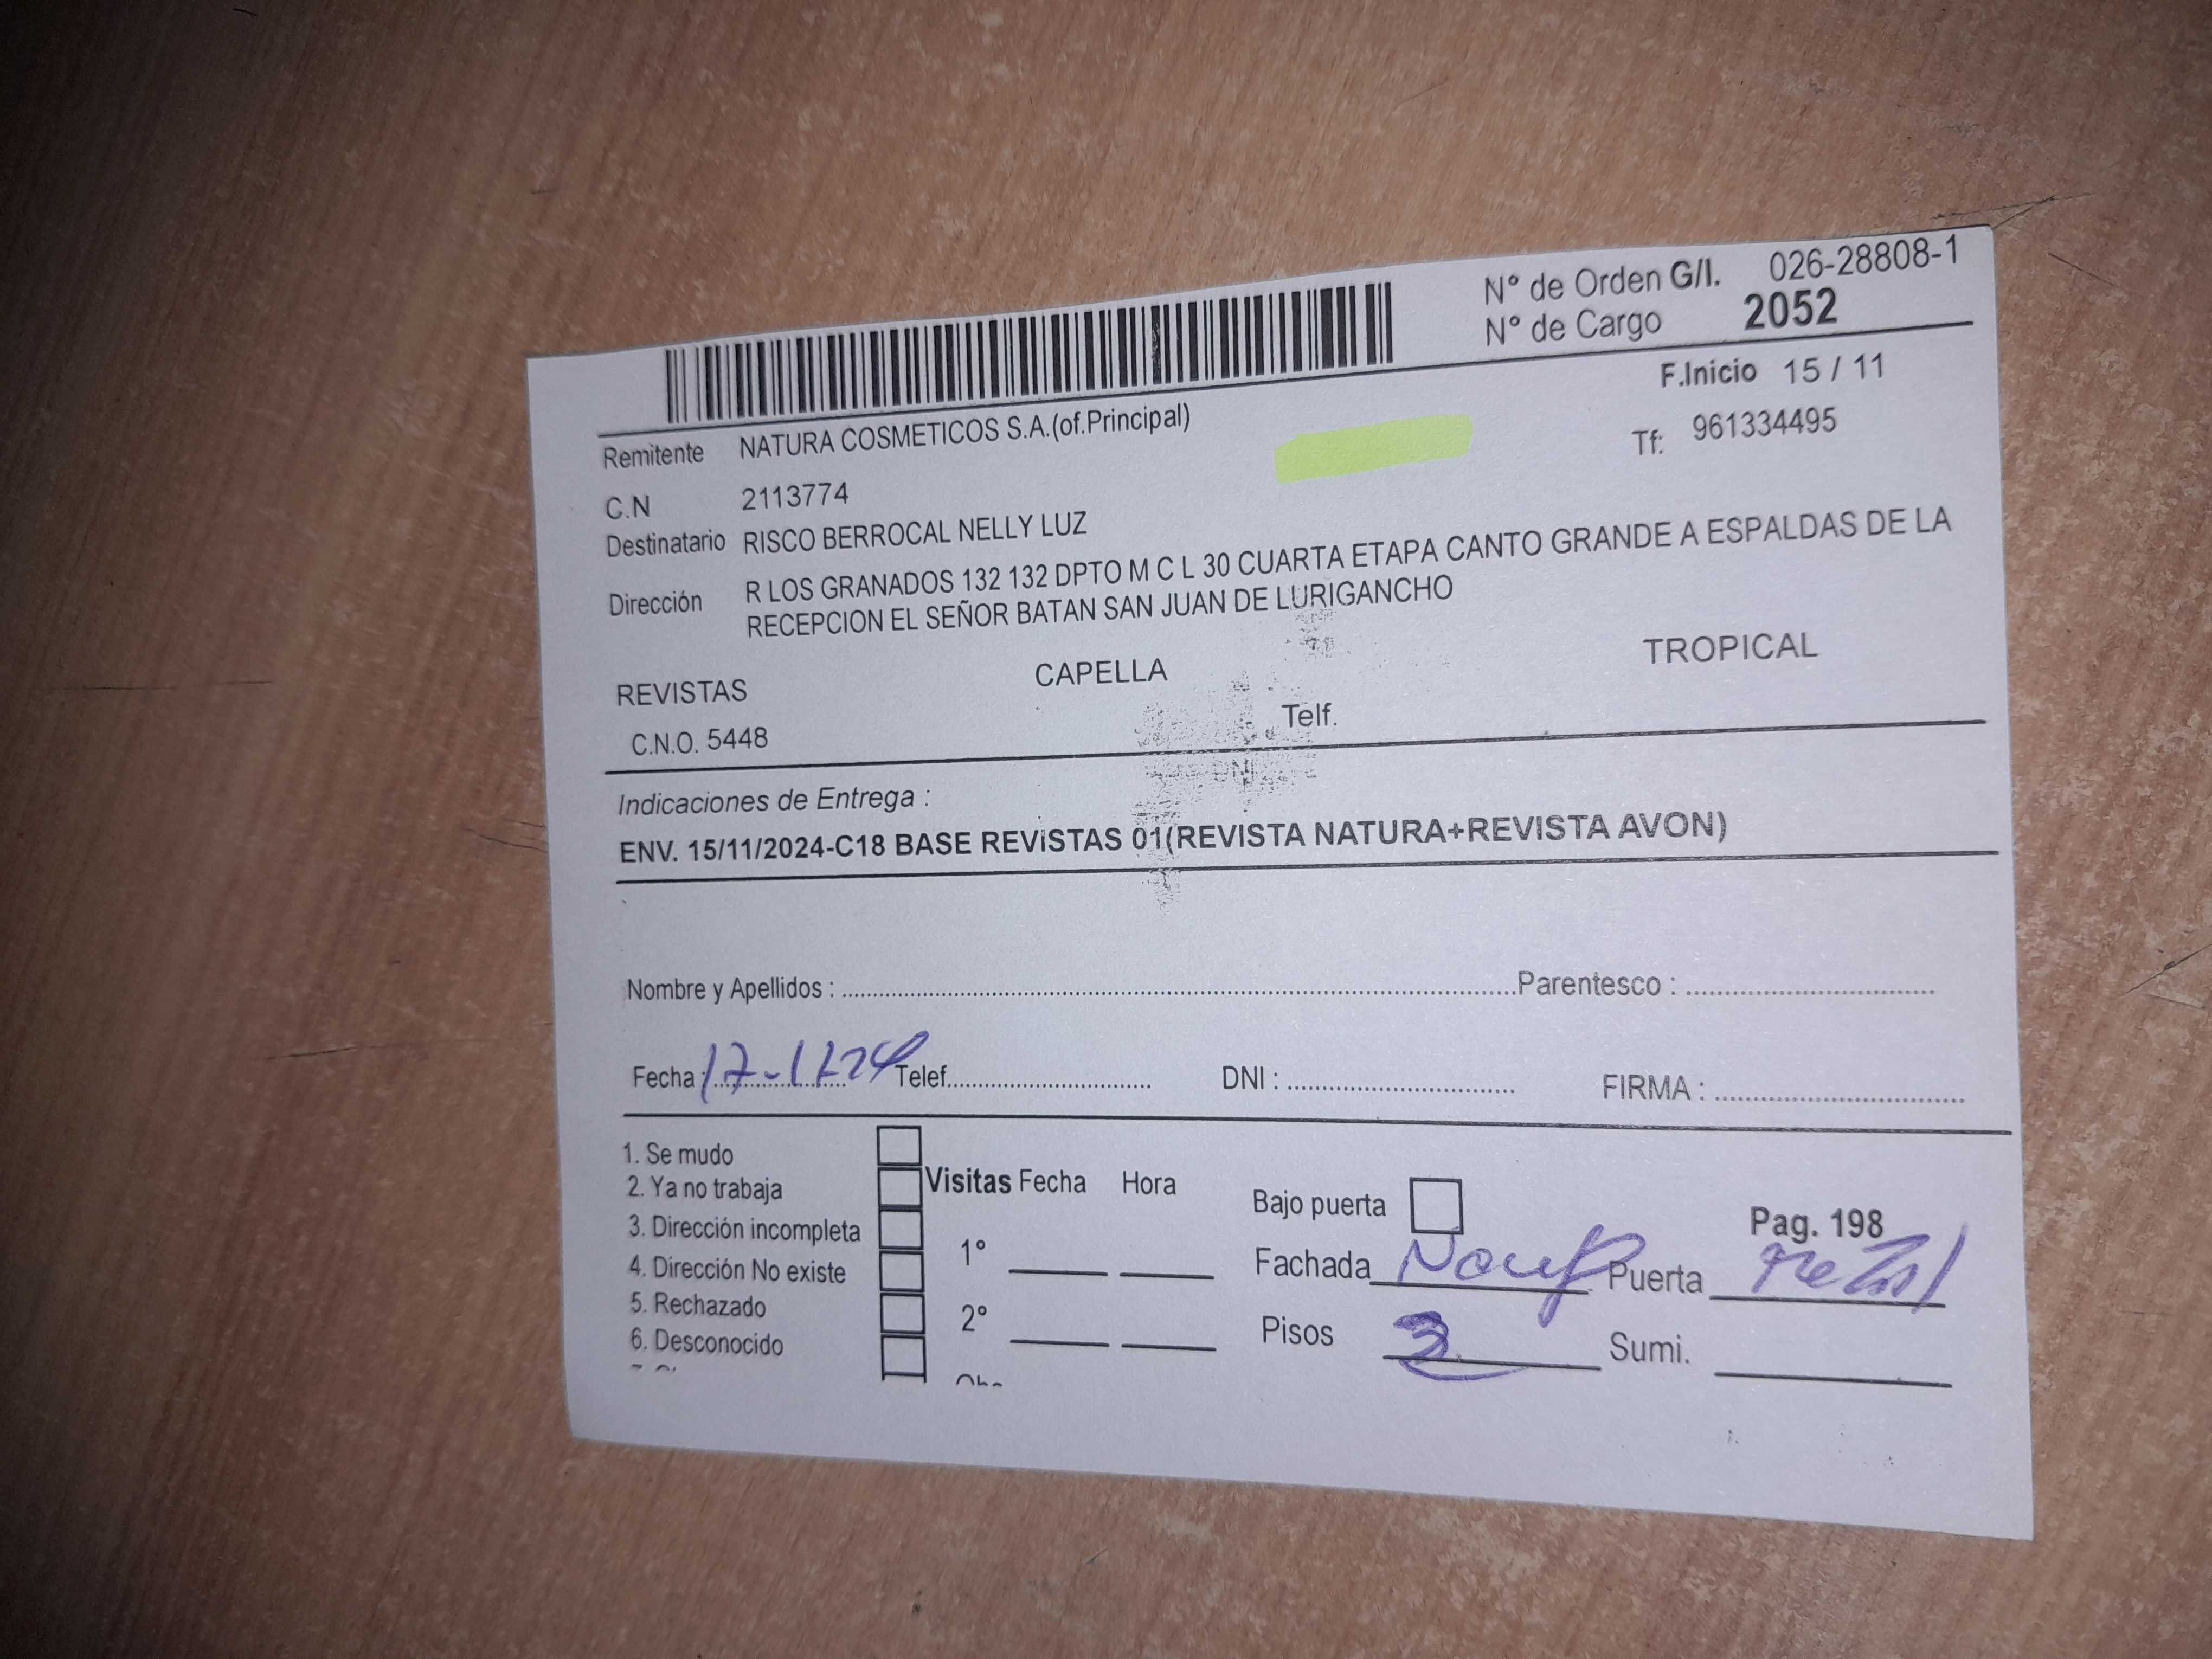 N° de Orden G/I. 026-28808-1
N° de Cargo 2052
F.Inicio 15 / 11
Remitente NATURA COSMETICOS S.A.(of.Principal) Tf: 961334495
C.N 2113774
Destinatario RISCO BERROCAL NELLY LUZ
Dirección R LOS GRANADOS 132 132 DPTO M C L 30 CUARTA ETAPA CANTO GRANDE A ESPALDAS DE LA
RECEPCION EL SEÑOR BATAN SAN JUAN DE LURIGANCHO
REVISTAS CAPELLA TROPICAL
C.N.O. 5448 Telf.
Indicaciones de Entrega :
ENV. 15/11/2024-C18 BASE REVISTAS 01(REVISTA NATURA+REVISTA AVON)
Nombre y Apellidos : Parentesco :
Fecha : 17-11-24 Telef. DNI : FIRMA :
1. Se mudo
2. Ya no trabaja
3. Dirección incompleta
4. Dirección No existe
5. Rechazado
6. Desconocido
Visitas Fecha Hora
1°
2°
Bajo puerta
Pag. 198
Fachada Puerta
Pisos 3 Sumi.